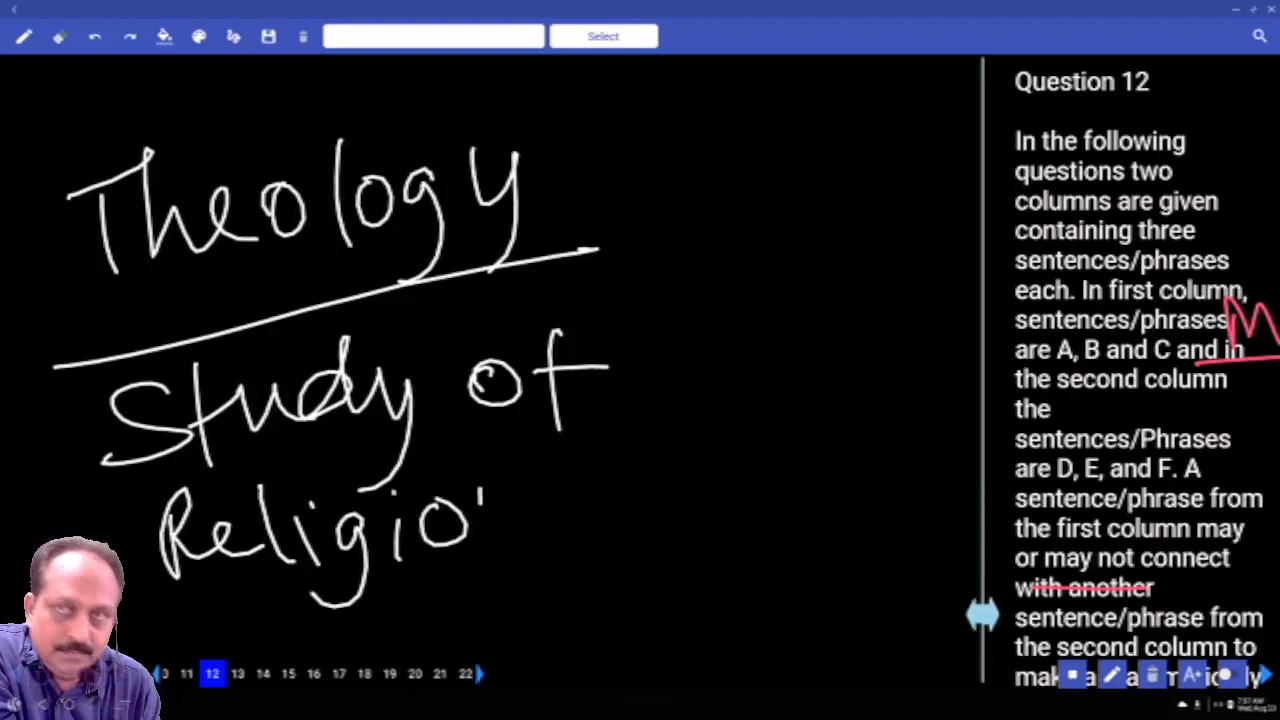 Select
Theology
Study of
Religio'
Question 12
In the following
questions two
columns are given
containing three
sentences/phrases
each. In first column,
sentences/phrases
are A, B and C and in
the second column
the
sentences/Phrases
are D, E, and F. A
sentence/phrase from
the first column may
or may not connect
with another
sentence/phrase from
the second column to
M
11 12 13 14 15 16 17 18 19 20 21 22
A+
7:57 AM